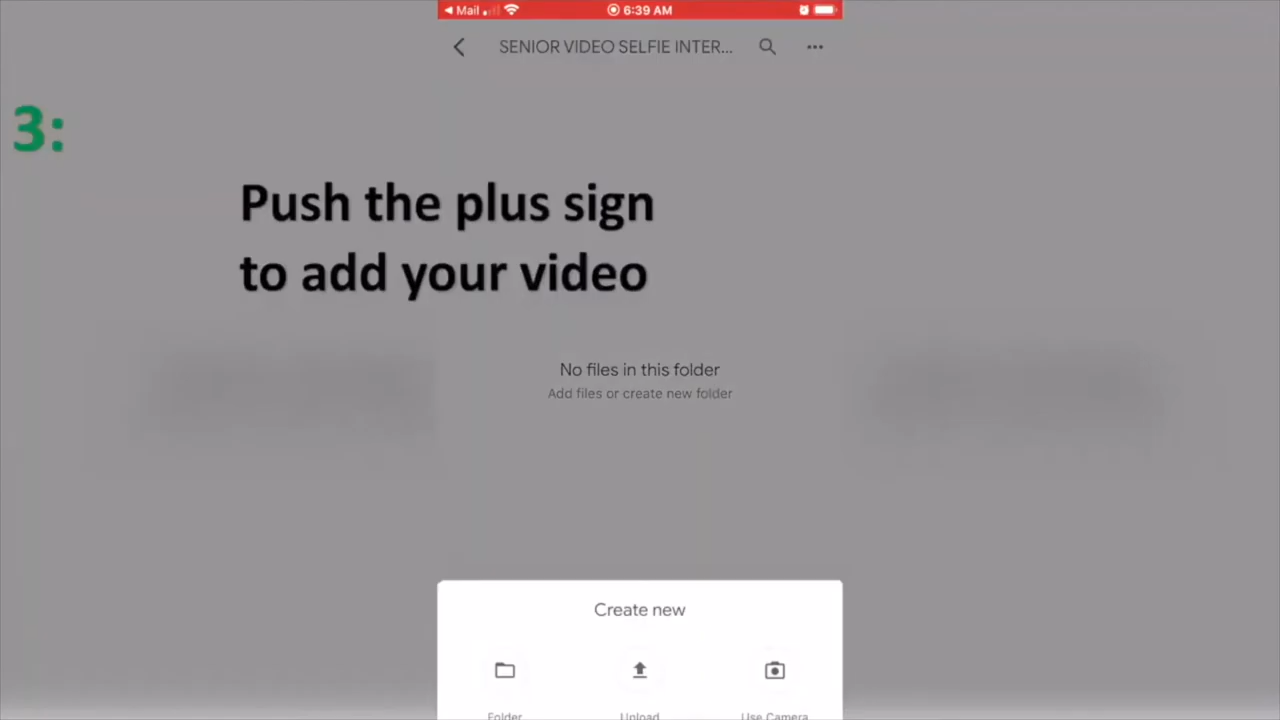 Mail
6:39 AM
SENIOR VIDEO SELFIE INTER...
3:
Push the plus sign
to add your video
No files in this folder
Add files or create new folder
Create new
Folder Upload Use Camera